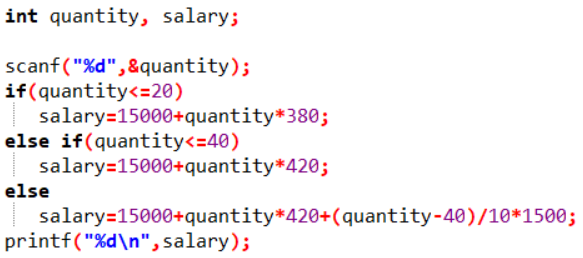 int quantity, salary;
scanf("%d",&quantity);
if(quantity<=20)
salary=15000+quantity*380;
else if(quantity<=40)
salary=15000+quantity*420;
else
salary=15000+quantity*420+(quantity-40)/10*1500;
printf("%d\n",salary);